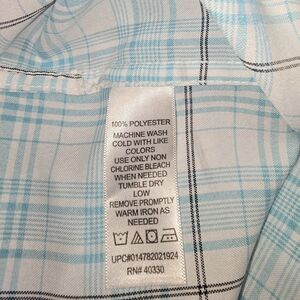 100% POLYESTER
MACHINE WASH
COLD WITH LIKE
COLORS
USE ONLY NON
CHLORINE BLEACH
WHEN NEEDED
TUMBLE DRY
LOW
REMOVE PROMPTLY
WARM IRON AS
NEEDED
UPC#014782021924
RN# 40330